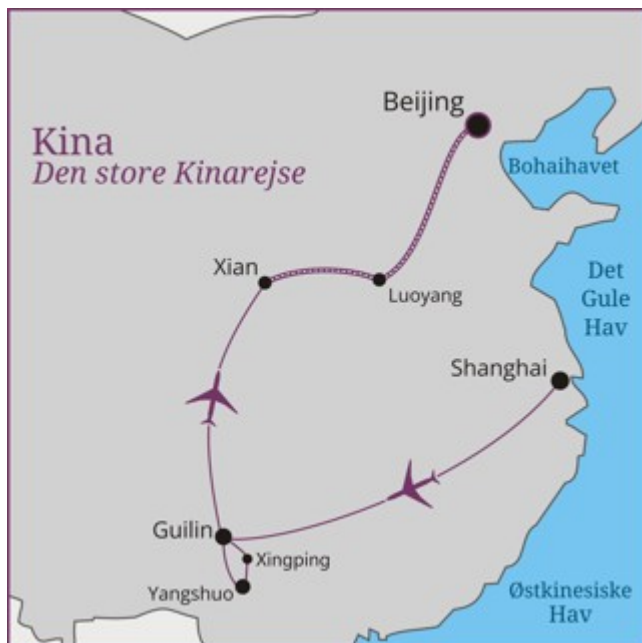 Beijing
Kina
Den store Kinarejse
Bohaihavet
Xian
Luoyang
Det
Gule
Hav
Shanghai
Guilin
Xingping
Yangshuo
Østkinesiske
Hav